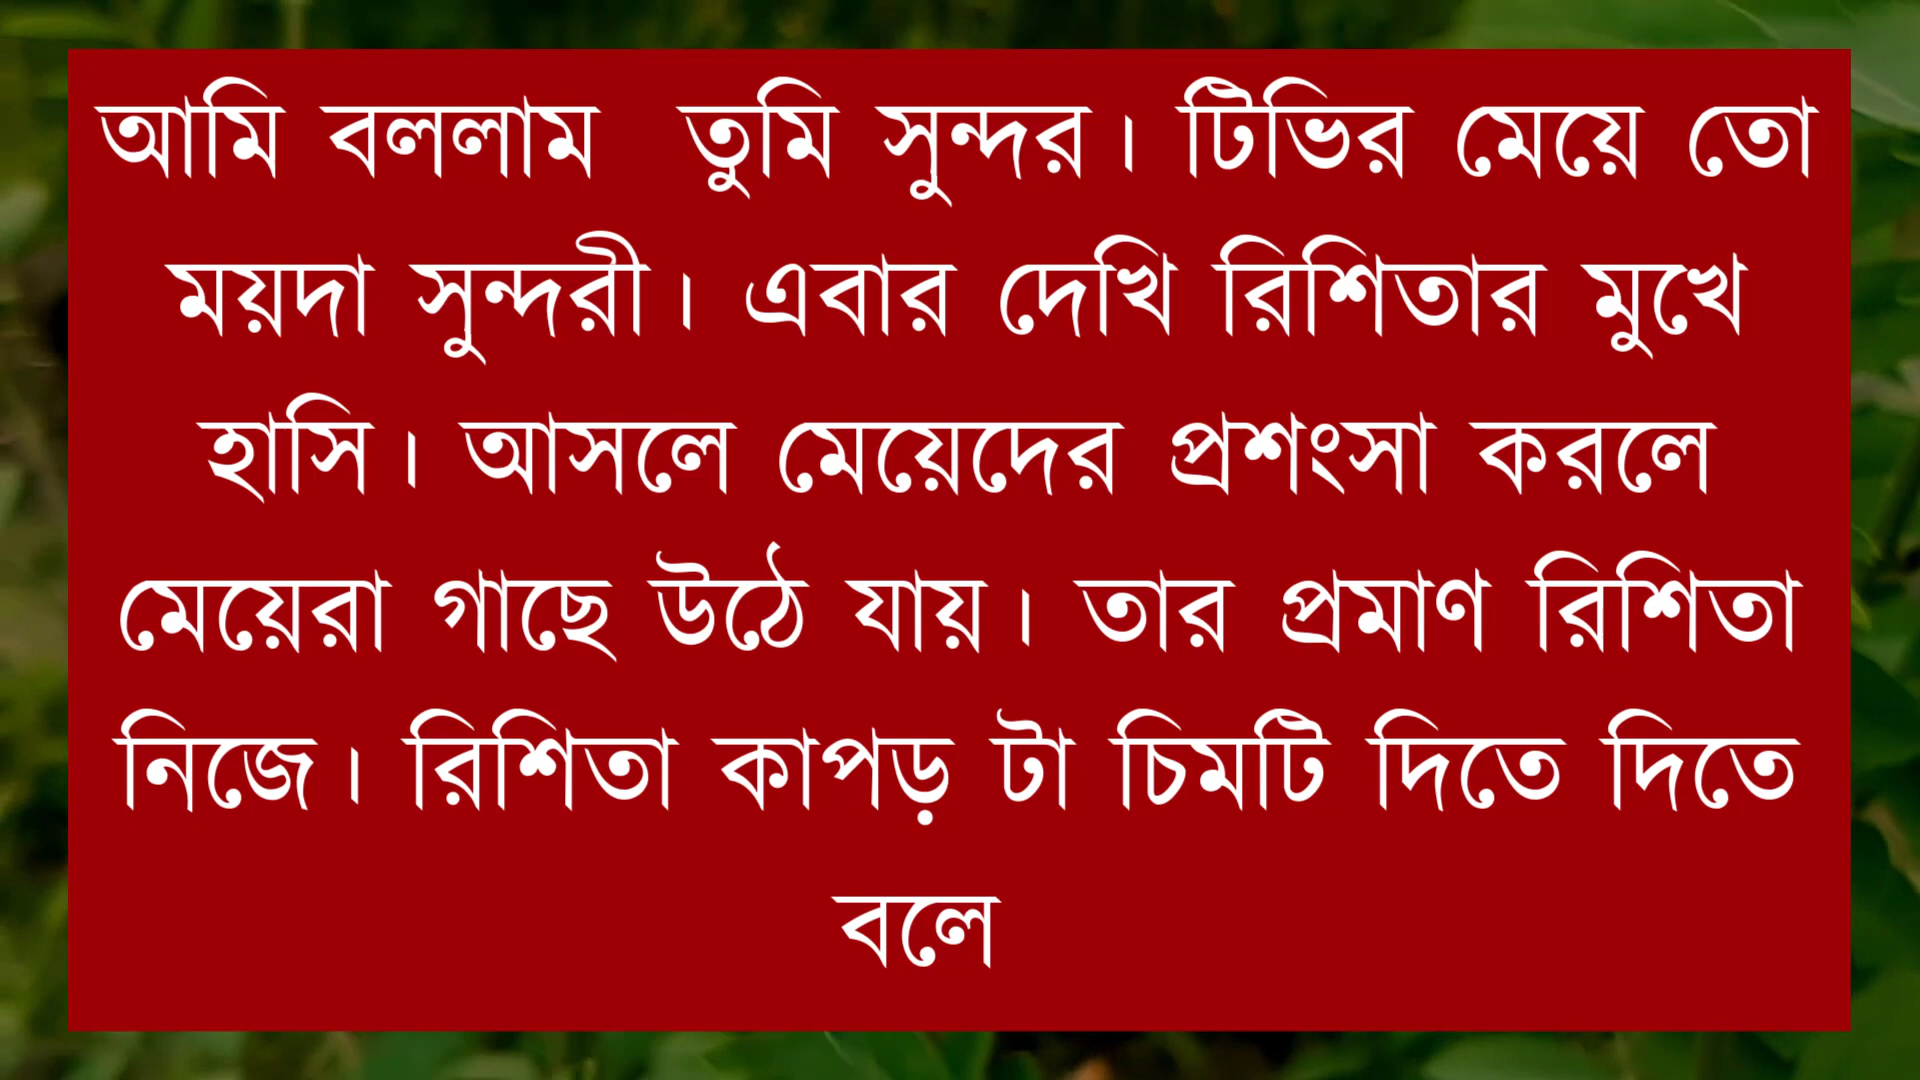 আমি বললাম  তুমি সুন্দর। টিভির মেয়ে তো
ময়দা সুন্দরী। এবার দেখি রিশিতার মুখে
হাসি। আসলে মেয়েদের প্রশংসা করলে
মেয়েরা গাছে উঠে যায়। তার প্রমাণ রিশিতা
নিজে। রিশিতা কাপড় টা চিমটি দিতে দিতে
বলে